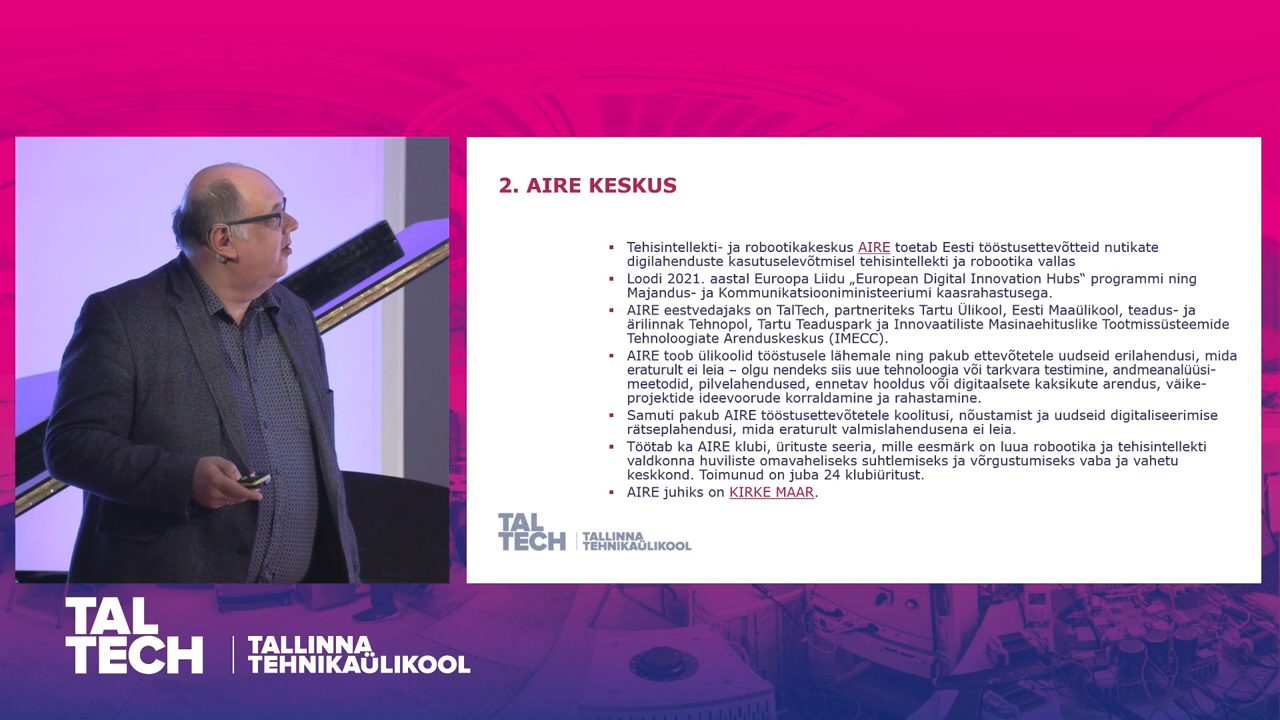 2. AIRE KESKUS
▪ Tehisintellekti- ja robootikakeskus AIRE toetab Eesti tööstusettevõtteid nutikate
digilahenduste kasutuselevõtmisel tehisintellekti ja robootika vallas
▪ Loodi 2021. aastal Euroopa Liidu „European Digital Innovation Hubs“ programmi ning
Majandus- ja Kommunikatsiooniministeeriumi kaasrahastusega.
▪ AIRE eestvedajaks on TalTech, partneriteks Tartu Ülikool, Eesti Maaülikool, teadus- ja
ärilinnak Tehnopol, Tartu Teaduspark ja Innovaatiliste Masinaehituslike Tootmissüsteemide
Tehnoloogiate Arenduskeskus (IMECC).
▪ AIRE toob ülikoolid tööstusele lähemale ning pakub ettevõtetele uudseid erilahendusi, mida
eraturult ei leia – olgu nendeks siis uue tehnoloogia või tarkvara testimine, andmeanalüüsi-
meetodid, pilvelahendused, ennetav hooldus või digitaalsete kaksikute arendus, väike-
projektide ideevoorude korraldamine ja rahastamine.
▪ Samuti pakub AIRE tööstusettevõtetele koolitusi, nõustamist ja uudseid digitaliseerimise
rätseplahendusi, mida eraturult valmislahendusena ei leia.
▪ Töötab ka AIRE klubi, ürituste seeria, mille eesmärk on luua robootika ja tehisintellekti
valdkonna huviliste omavaheliseks suhtlemiseks ja võrgustumiseks vaba ja vahetu
keskkond. Toimunud on juba 24 klubiüritust.
▪ AIRE juhiks on KIRKE MAAR.
TAL
TECH
TALLINNA
TEHNIKAÜLIKOOL
TAL
TECH
TALLINNA
TEHNIKAÜLIKOOL